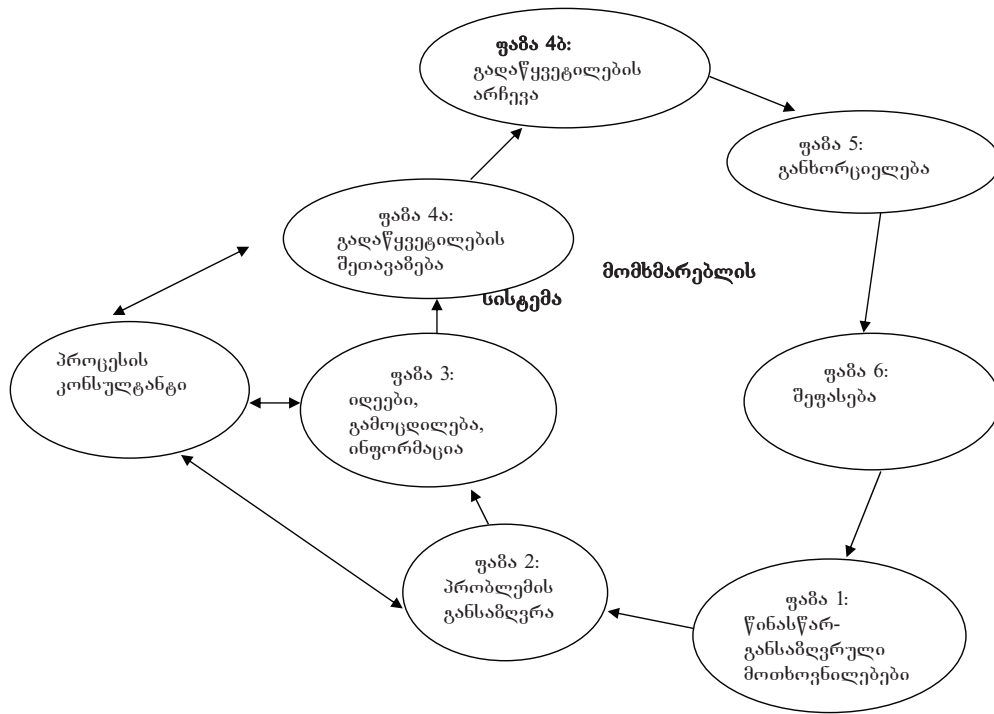 ფაზა 4ბ:
გადაწყვეტილების
არჩევა
ფაზა 5:
განხორციელება
ფაზა 4ა:
გადაწყვეტილების
შეთავაზება
მომხმარებლის
სისტემა
პროცესის
კონსულტანტი
ფაზა 3:
იდეები,
გამოცდილება,
ინფორმაცია
ფაზა 6:
შეფასება
ფაზა 2:
პრობლემის
განსაზღვრა
ფაზა 1:
წინასწარ-
განსაზღვრული
მოთხოვნილებები